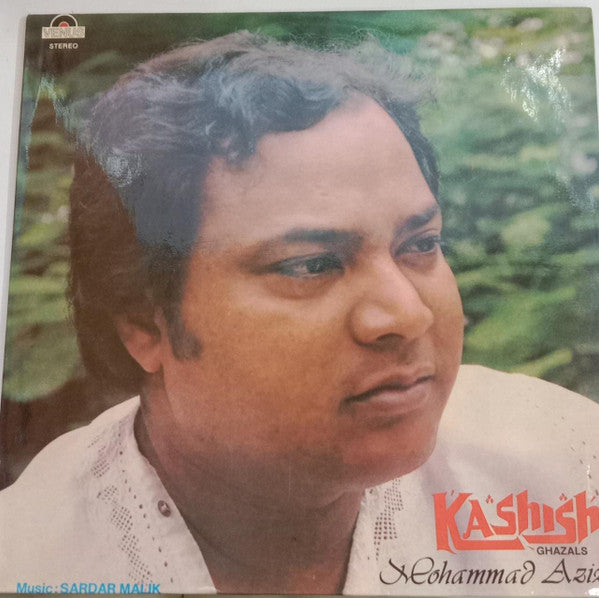 VENUS
STEREO
KASHISH
GHAZALS
Mohammad Aziz
Music: SARDAR MALIK